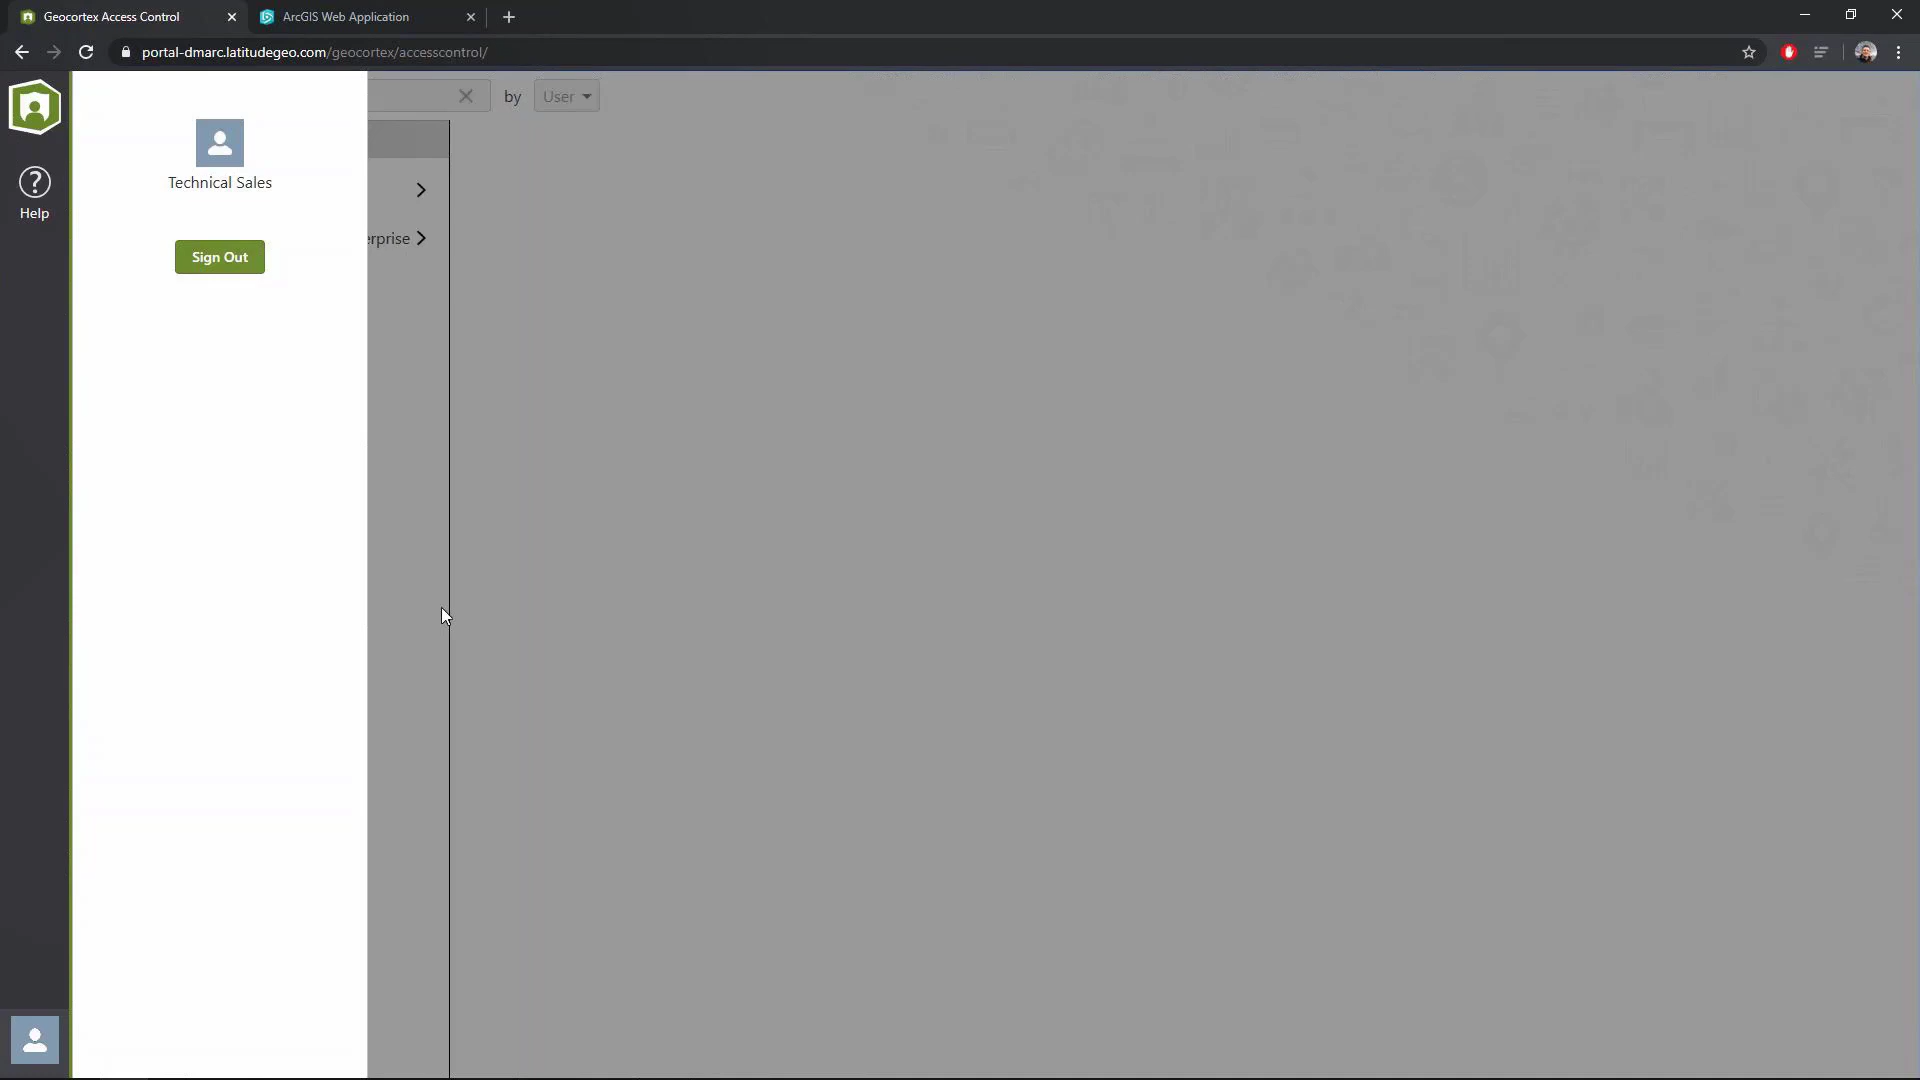 Geocortex Access Control
ArcGIS Web Application
portal-dmarc.latitudegeo.com/geocortex/accesscontrol/
by User
Help
Technical Sales
erprise
Sign Out